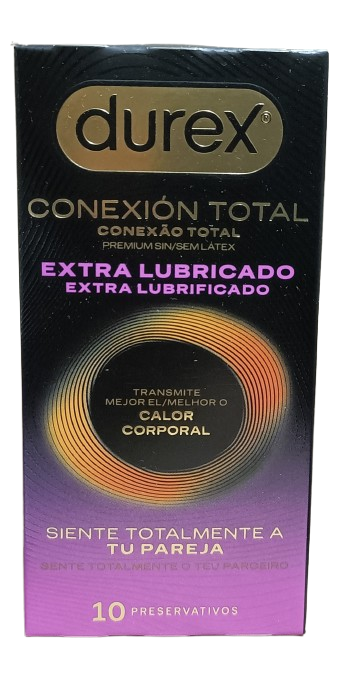 durex®
CONEXIÓN TOTAL
CONEXÃO TOTAL
PREMIUM SIN/SEM LÁTEX
EXTRA LUBRICADO
EXTRA LUBRIFICADO
TRANSMITE
MEJOR EL/MELHOR O
CALOR
CORPORAL
SIENTE TOTALMENTE A
TU PAREJA
SENTE TOTALMENTE O TEU PARCEIRO
10 PRESERVATIVOS